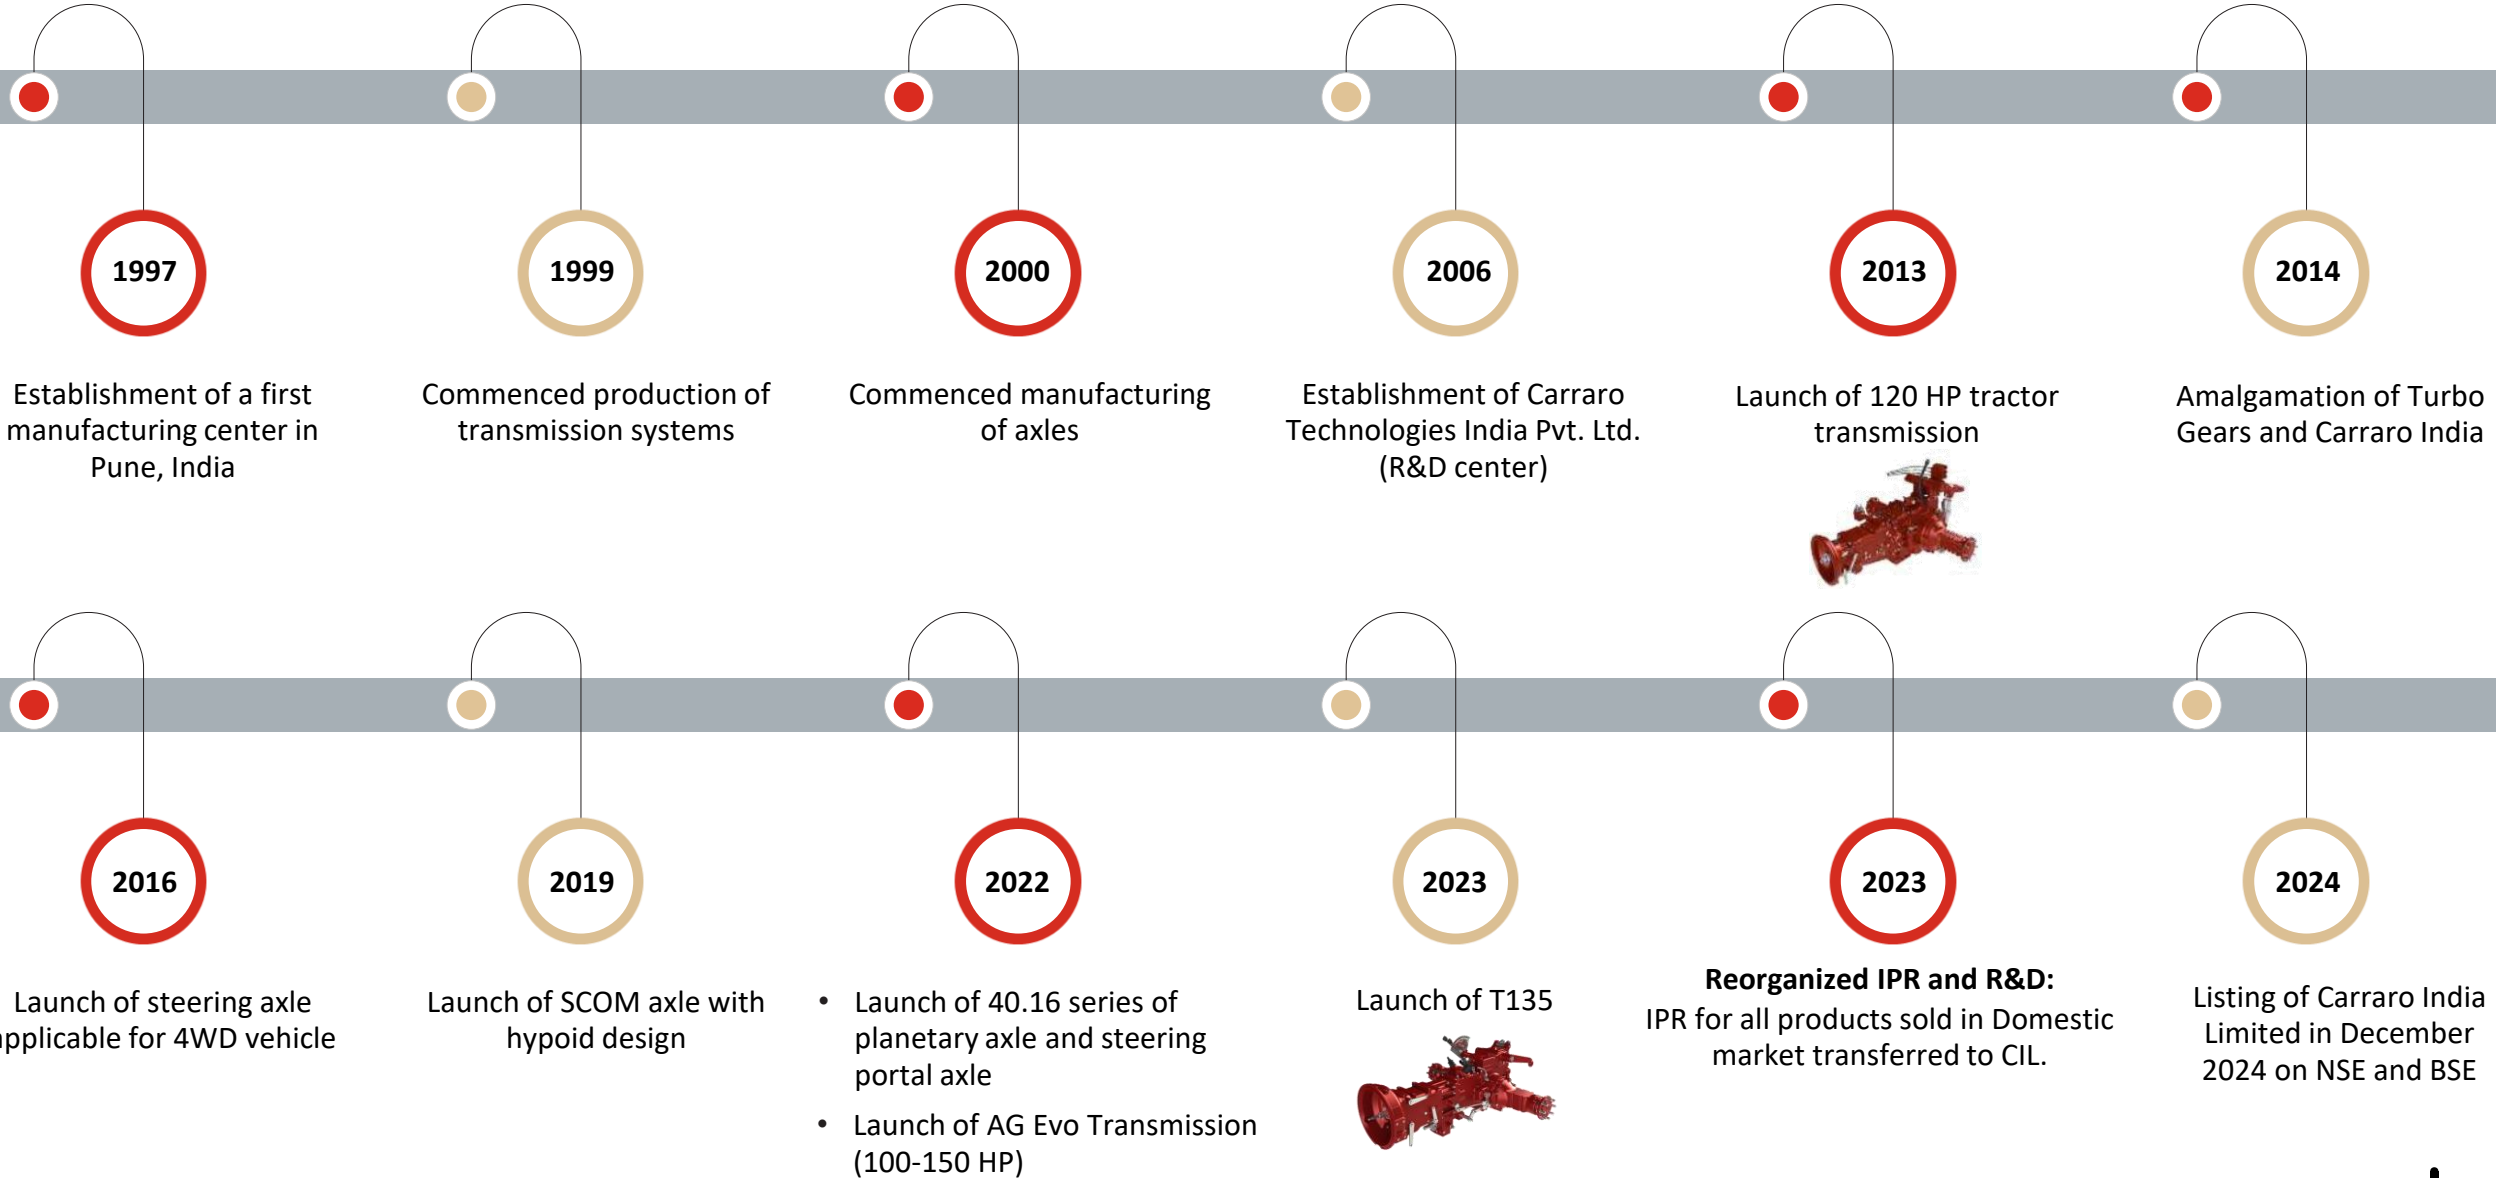 1997
1999
2000
2006
2013
2014
Establishment of a first
manufacturing center in
Pune, India
Commenced production of
transmission systems
Commenced manufacturing
of axles
Establishment of Carraro
Technologies India Pvt. Ltd.
(R&D center)
Launch of 120 HP tractor
transmission
Amalgamation of Turbo
Gears and Carraro India
2016
2019
2022
2023
2023
2024
Launch of steering axle
applicable for 4WD vehicle
Launch of SCOM axle with
hypoid design
• Launch of 40.16 series of
planetary axle and steering
portal axle
• Launch of AG Evo Transmission
(100-150 HP)
Launch of T135
Reorganized IPR and R&D:
IPR for all products sold in Domestic
market transferred to CIL.
Listing of Carraro India
Limited in December
2024 on NSE and BSE